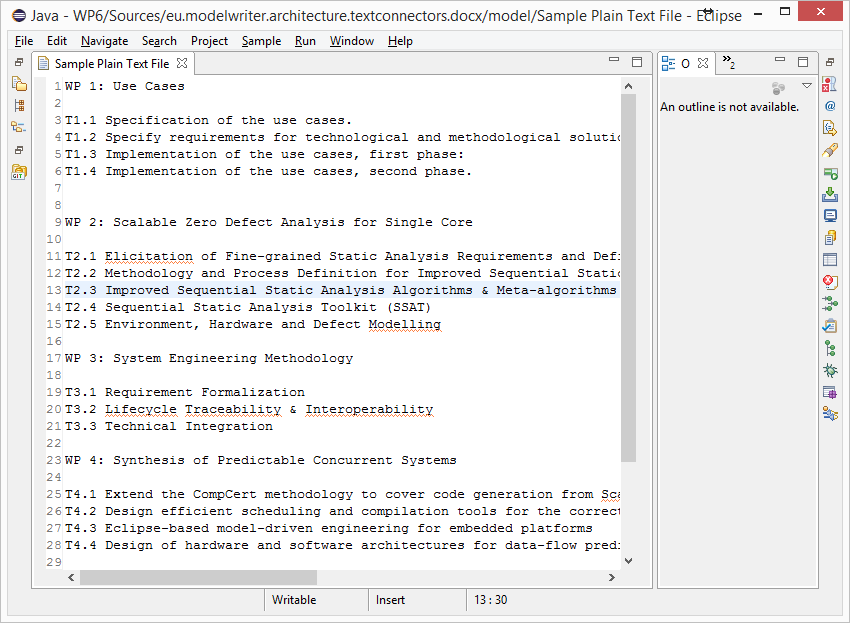 Java - WP6/Sources/eu.modelwriter.architecture.textconnectors.docx/model/Sample Plain Text File - Eclipse
File Edit Navigate Search Project Sample Run Window Help
Sample Plain Text File
O
»2
An outline is not available.
1 WP 1: Use Cases
2
3 T1.1 Specification of the use cases.
4 T1.2 Specify requirements for technological and methodological solutio
5 T1.3 Implementation of the use cases, first phase:
6 T1.4 Implementation of the use cases, second phase.
7
8
9 WP 2: Scalable Zero Defect Analysis for Single Core
10
11 T2.1 Elicitation of Fine-grained Static Analysis Requirements and Defi
12 T2.2 Methodology and Process Definition for Improved Sequential Static
13 T2.3 Improved Sequential Static Analysis Algorithms & Meta-algorithms
14 T2.4 Sequential Static Analysis Toolkit (SSAT)
15 T2.5 Environment, Hardware and Defect Modelling
16
17 WP 3: System Engineering Methodology
18
19 T3.1 Requirement Formalization
20 T3.2 Lifecycle Traceability & Interoperability
21 T3.3 Technical Integration
22
23 WP 4: Synthesis of Predictable Concurrent Systems
24
25 T4.1 Extend the CompCert methodology to cover code generation from Sca
26 T4.2 Design efficient scheduling and compilation tools for the correct
27 T4.3 Eclipse-based model-driven engineering for embedded platforms
28 T4.4 Design of hardware and software architectures for data-flow predi
29
GIT
Writable Insert 13 : 30